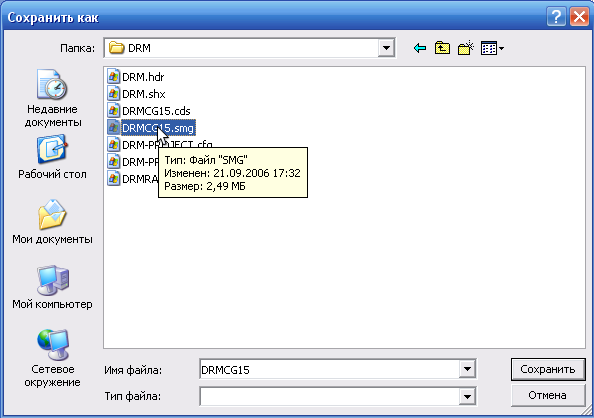 Сохранить как
Папка: DRM
Недавние документы
Рабочий стол
Мои документы
Мой компьютер
Сетевое окружение
DRM.hdr
DRM.shx
DRMCG15.cds
DRMCG15.smg
DRM-PROJECT.cfg
DRM-PR
DRMRA
Тип: Файл "SMG"
Изменен: 21.09.2006 17:32
Размер: 2,49 МБ
Имя файла: DRMCG15 Сохранить
Тип файла: Отмена